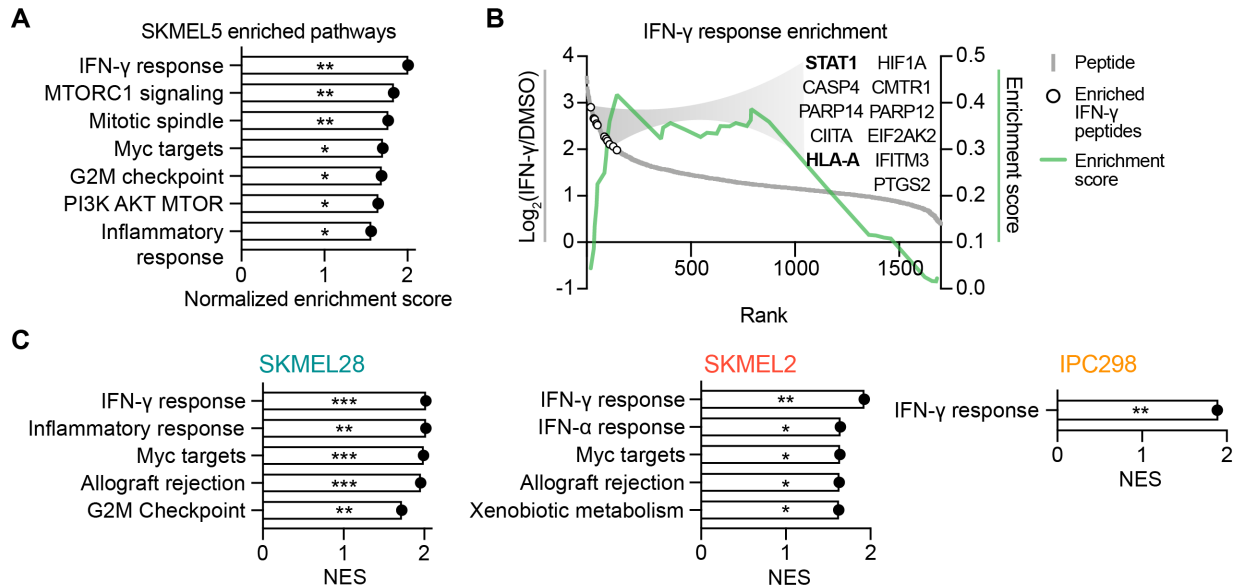 A
SKMEL5 enriched pathways
IFN-γ response
**
MTORC1 signaling
**
Mitotic spindle
**
Myc targets
*
G2M checkpoint
*
PI3K AKT MTOR
*
Inflammatory
response
*
0 1 2
Normalized enrichment score
B
IFN-γ response enrichment
Log2(IFN-γ/DMSO)
4
3
2
1
0
-1
STAT1 HIF1A
CASP4 CMTR1
PARP14 PARP12
CIITA EIF2AK2
HLA-A IFITM3
PTGS2
500 1000 1500
Rank
0.5
0.4
0.3
0.2
0.1
0.0
Enrichment score
Peptide
Enriched
IFN-γ
peptides
Enrichment
score
C
SKMEL28
IFN-γ response
***
Inflammatory response
**
Myc targets
***
Allograft rejection
***
G2M Checkpoint
**
0 1 2
NES
SKMEL2
IFN-γ response
**
IFN-α response
*
Myc targets
*
Allograft rejection
*
Xenobiotic metabolism
*
0 1 2
NES
IPC298
IFN-γ response
**
0 1 2
NES